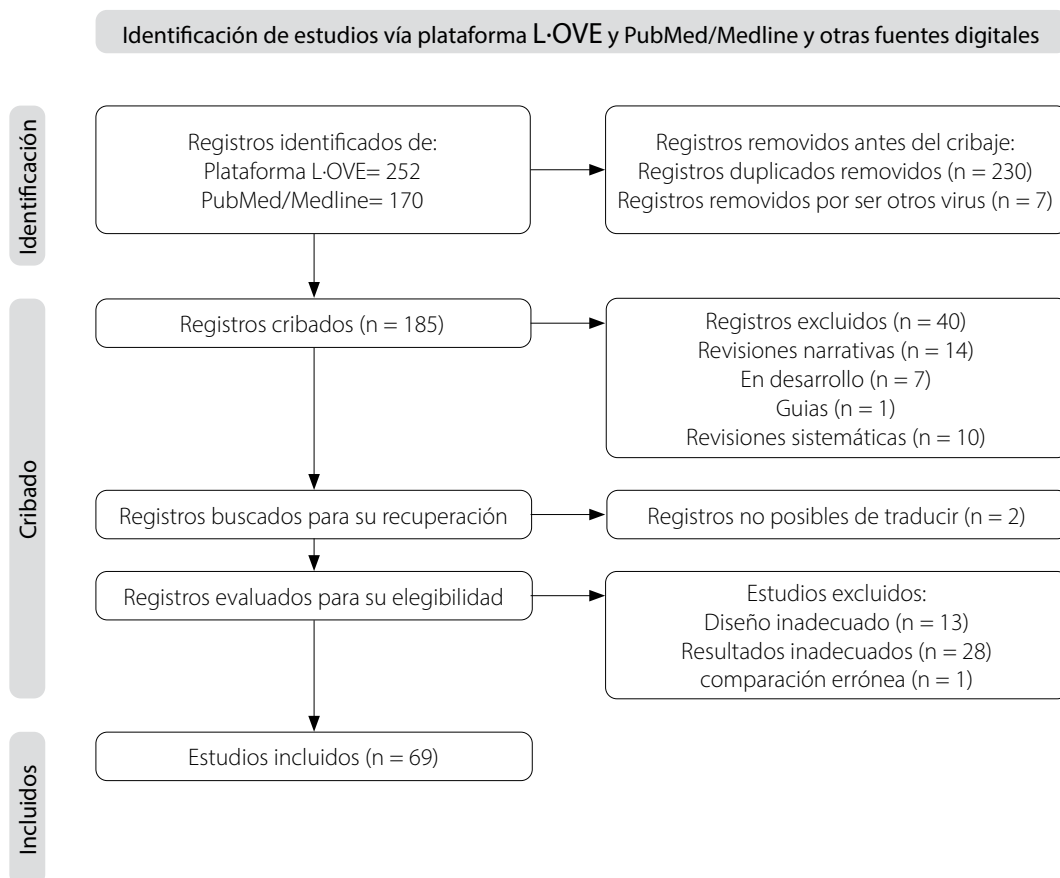 Identificación de estudios vía plataforma L·OVE y PubMed/Medline y otras fuentes digitales
Identificación
Registros identificados de:
Plataforma L·OVE= 252
PubMed/Medline= 170
Registros removidos antes del cribaje:
Registros duplicados removidos (n = 230)
Registros removidos por ser otros virus (n = 7)
Cribado
Registros cribados (n = 185)
Registros excluidos (n = 40)
Revisiones narrativas (n = 14)
En desarrollo (n = 7)
Guias (n = 1)
Revisiones sistemáticas (n = 10)
Registros buscados para su recuperación
Registros no posibles de traducir (n = 2)
Registros evaluados para su elegibilidad
Estudios excluidos:
Diseño inadecuado (n = 13)
Resultados inadecuados (n = 28)
comparación errónea (n = 1)
Incluidos
Estudios incluidos (n = 69)